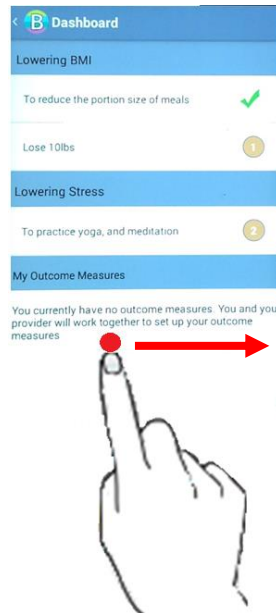 B Dashboard
Lowering BMI
To reduce the portion size of meals
Lose 10lbs
1
Lowering Stress
To practice yoga, and meditation
2
My Outcome Measures
You currently have no outcome measures. You and you
provider will work together to set up your outcome
measures